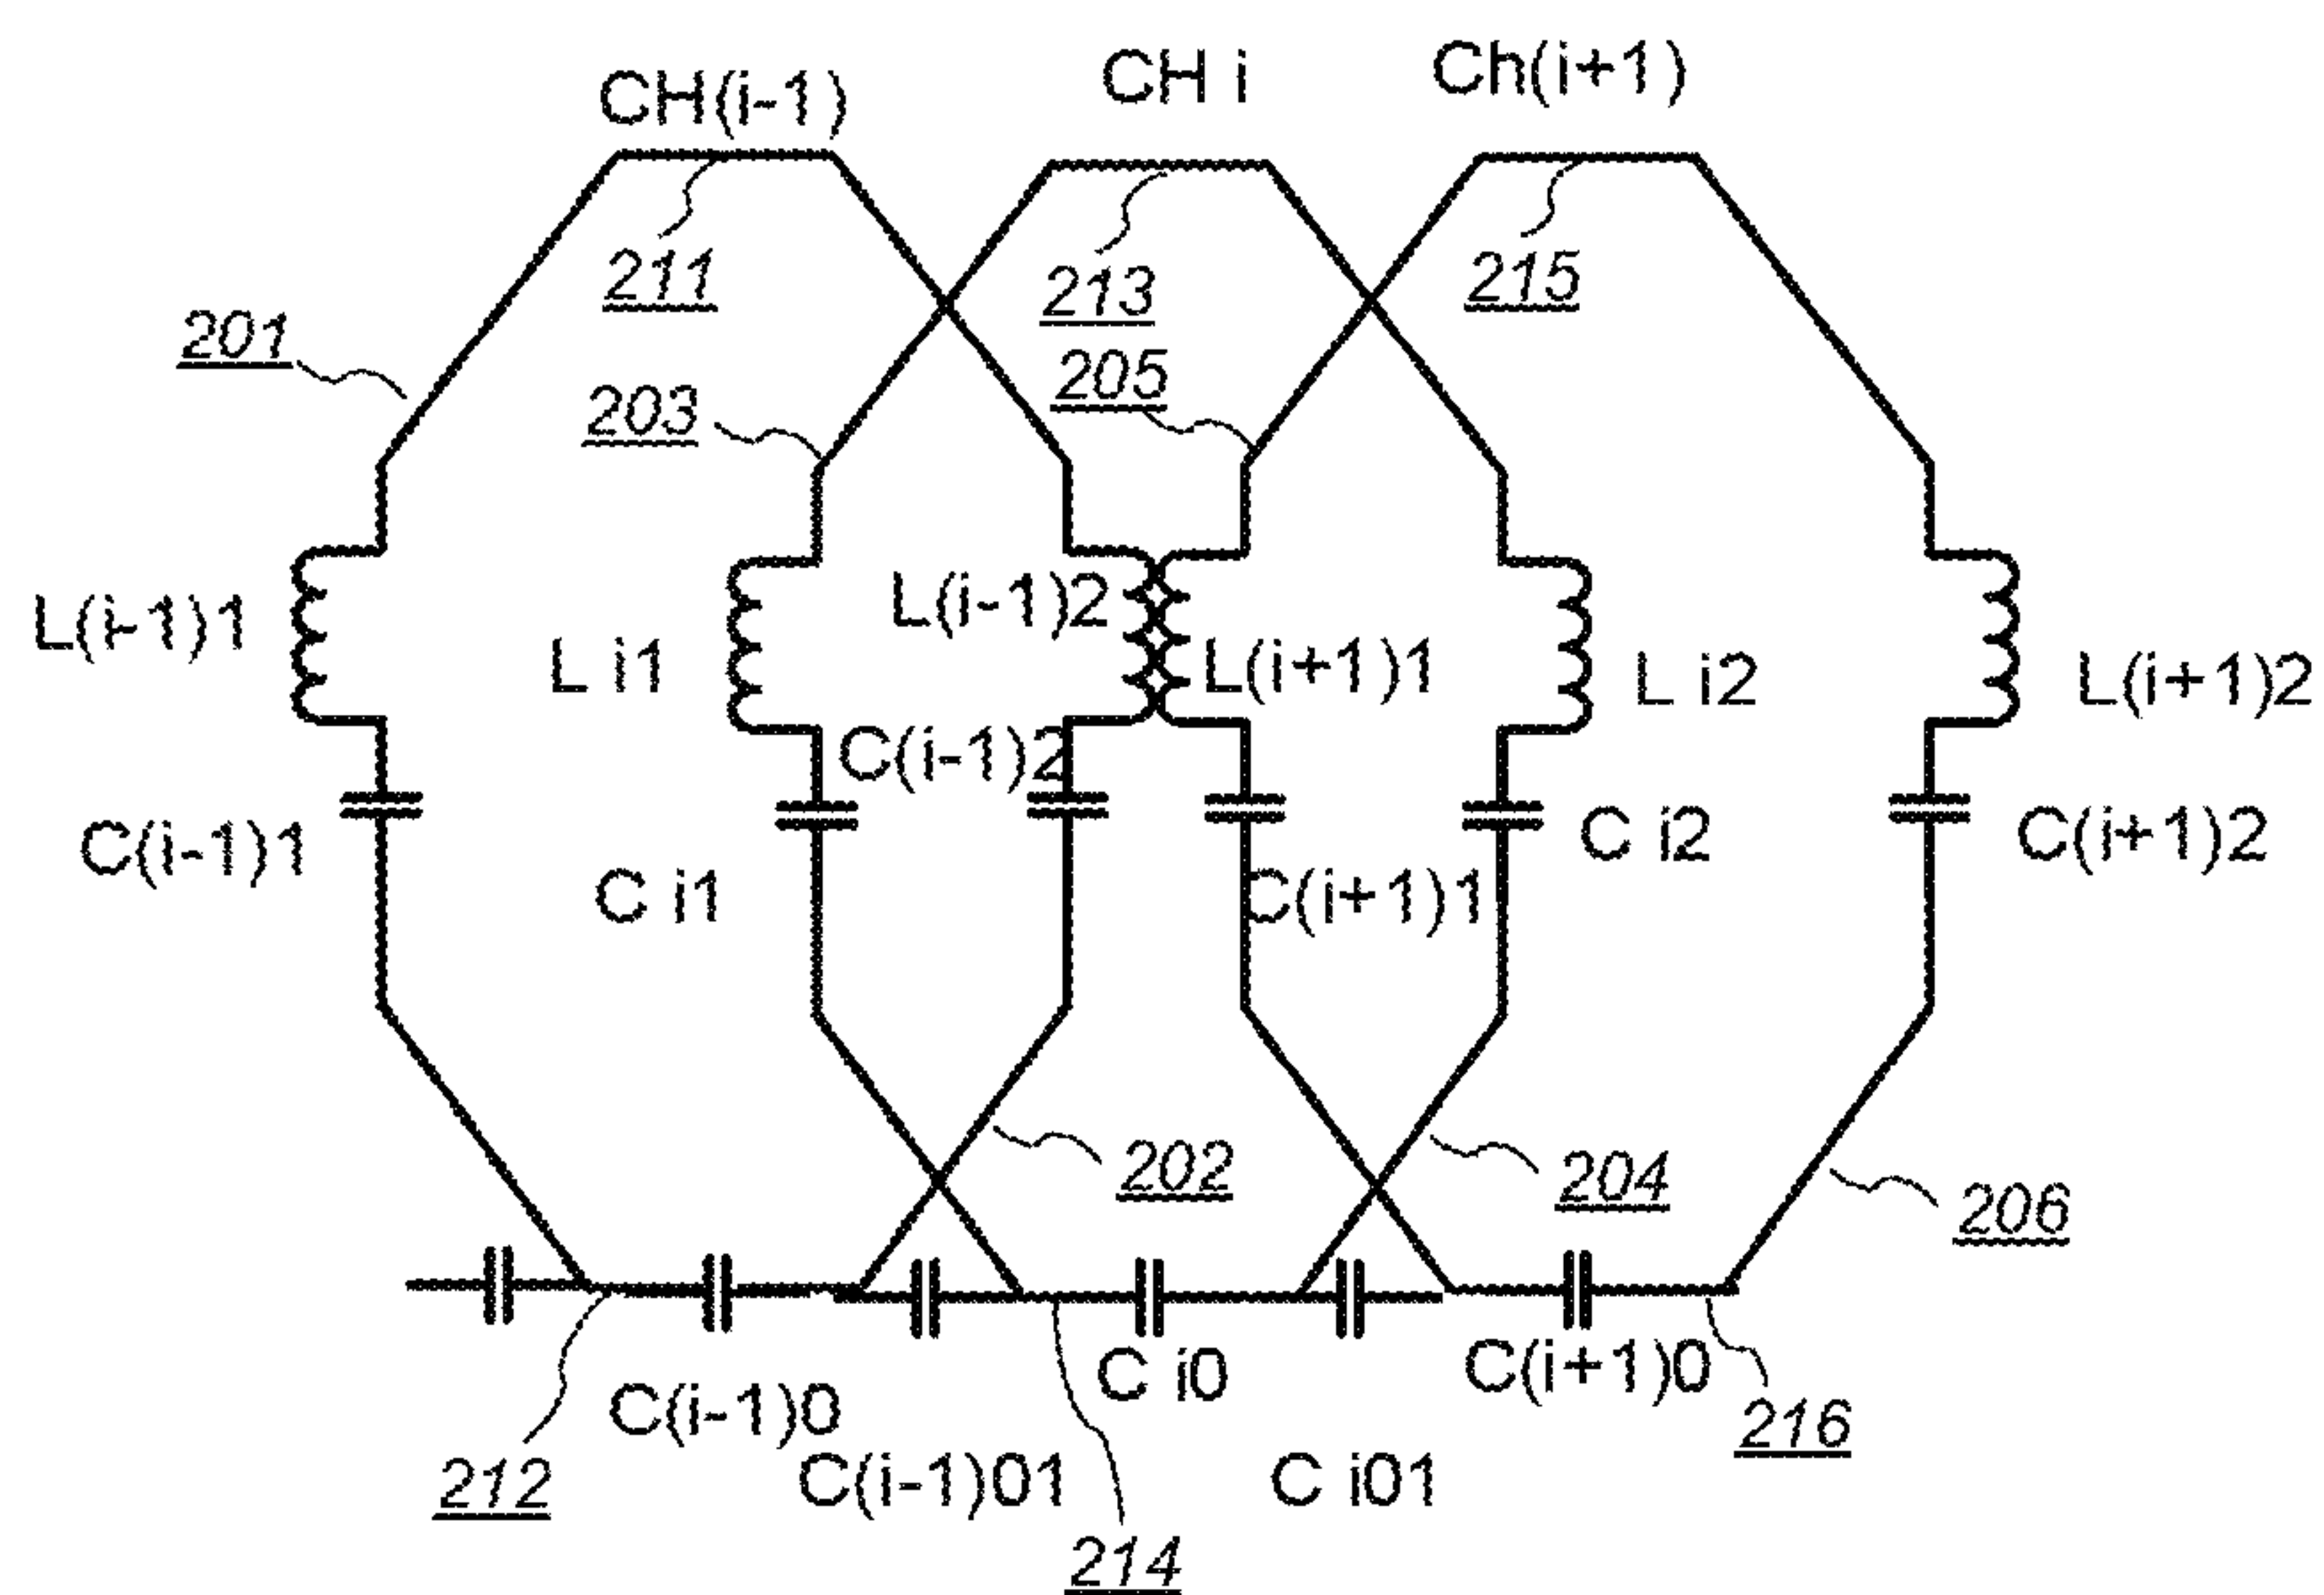 CH(i-1)
CH i
Ch(i+1)
211
213
215
201
203
205
L(i-1)1
L i1
L(i-1)2
L(i+1)1
L i2
L(i+1)2
C(i-1)1
C i1
C(i-1)2
C(i+1)1
C i2
C(i+1)2
202
204
206
C(i-1)0
C i0
C(i+1)0
212
C(i-1)01
C i01
216
214